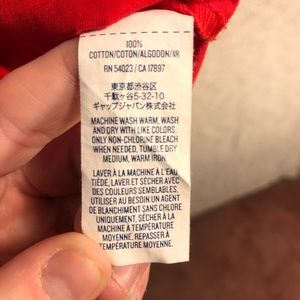 100%
COTTON/COTON/ALGODON/棉
RN 54023 / CA 17897
東京都渋谷区
千駄ヶ谷5-32-10
ギャップジャパン株式会社
MACHINE WASH WARM, WASH
AND DRY WITH LIKE COLORS,
ONLY NON-CHLORINE BLEACH
WHEN NEEDED, TUMBLE DRY
MEDIUM, WARM IRON
LAVER À LA MACHINE À L'EAU
TIÈDE, LAVER ET SÉCHER AVEC
DES COULEURS SEMBLABLES,
UTILISER AU BESOIN UN AGENT
DE BLANCHIMENT SANS CHLORE
UNIQUEMENT, SÉCHER À LA
MACHINE À TEMPÉRATURE
MOYENNE, REPASSER À
TEMPÉRATURE MOYENNE.